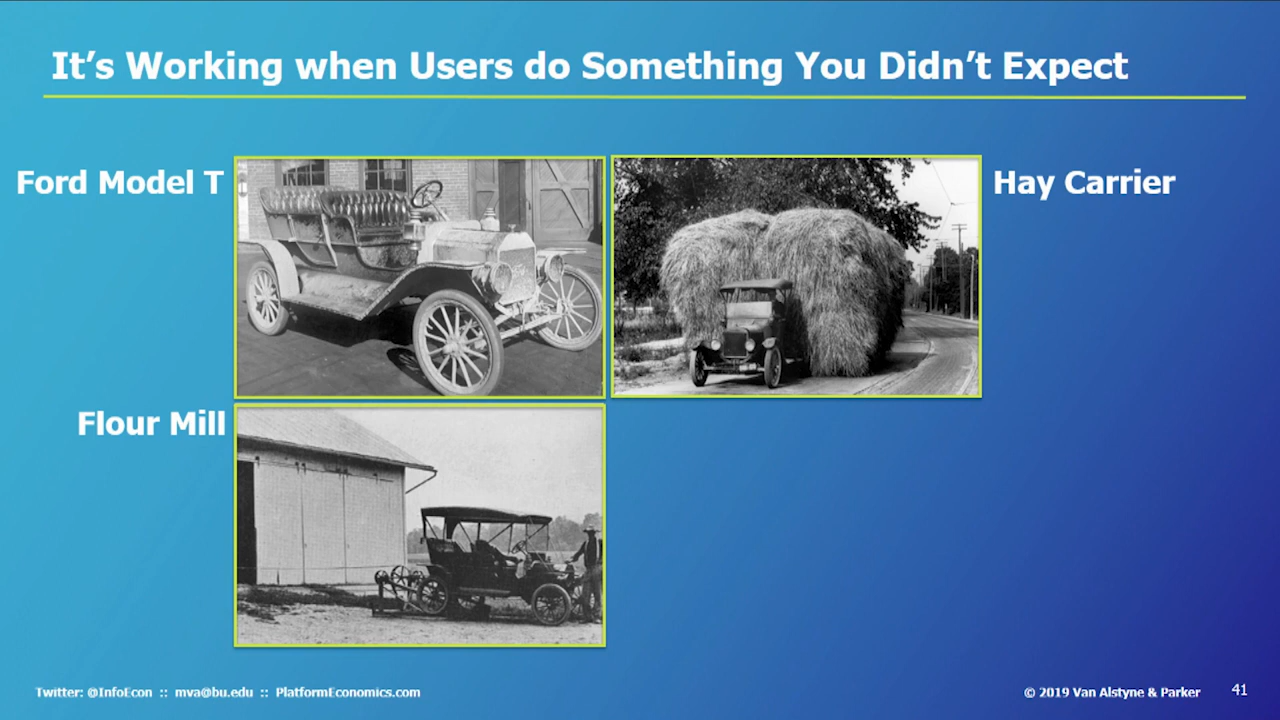 It's Working when Users do Something You Didn't Expect
Ford Model T
Hay Carrier
Flour Mill
Twitter: @InfoEcon :: mva@bu.edu :: PlatformEconomics.com
© 2019 Van Alstyne & Parker
41